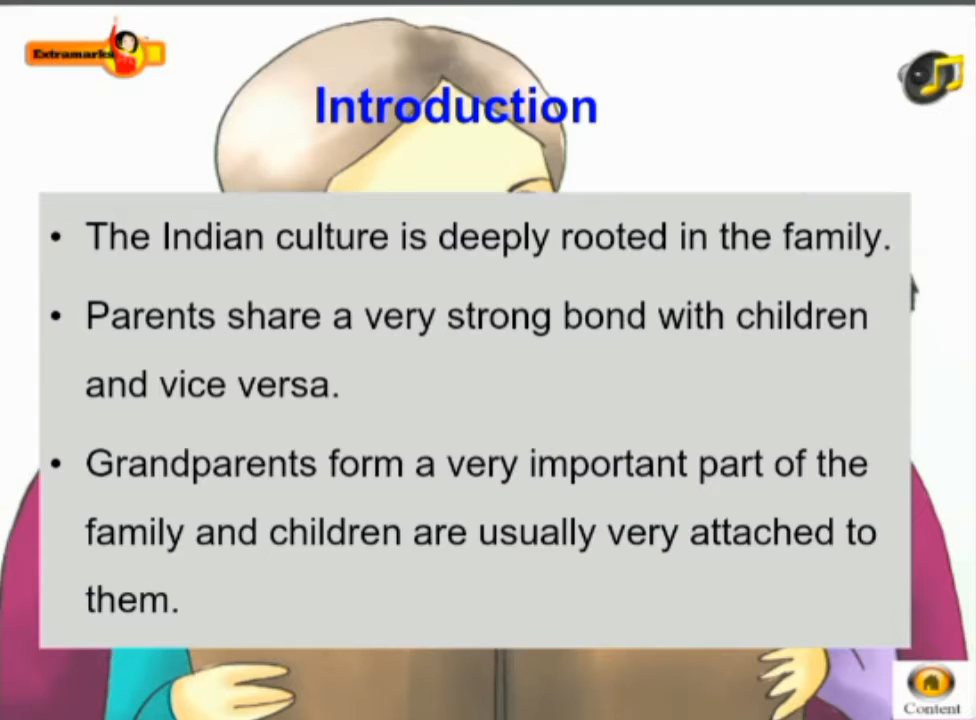 Extramarks
Introduction
• The Indian culture is deeply rooted in the family.
• Parents share a very strong bond with children
and vice versa.
• Grandparents form a very important part of the
family and children are usually very attached to
them.
Content